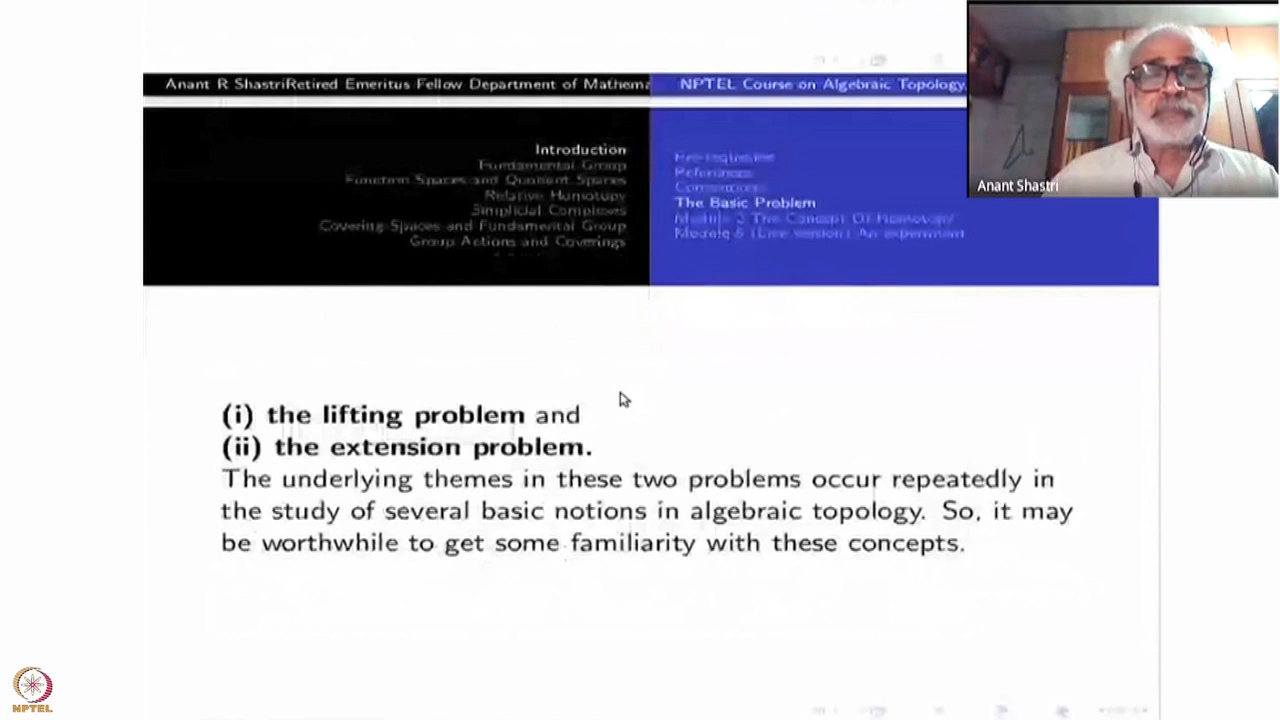 Anant R ShastriRetired Emeritus Fellow Department of Mathema
NPTEL Course on Algebraic Topology,
Introduction
Fundamental Group
Function Spaces and Quotient Spaces
Relative Homotopy
Simplicial Complexes
Covering Spaces and Fundamental Group
Group Actions and Coverings
Pre-requisites
References
Conventions
The Basic Problem
Module 2 The Concept Of Homotopy
Module 6 (Live session) An experiment
Anant Shastri
(i) the lifting problem and
(ii) the extension problem.
The underlying themes in these two problems occur repeatedly in
the study of several basic notions in algebraic topology. So, it may
be worthwhile to get some familiarity with these concepts.
NPTEL